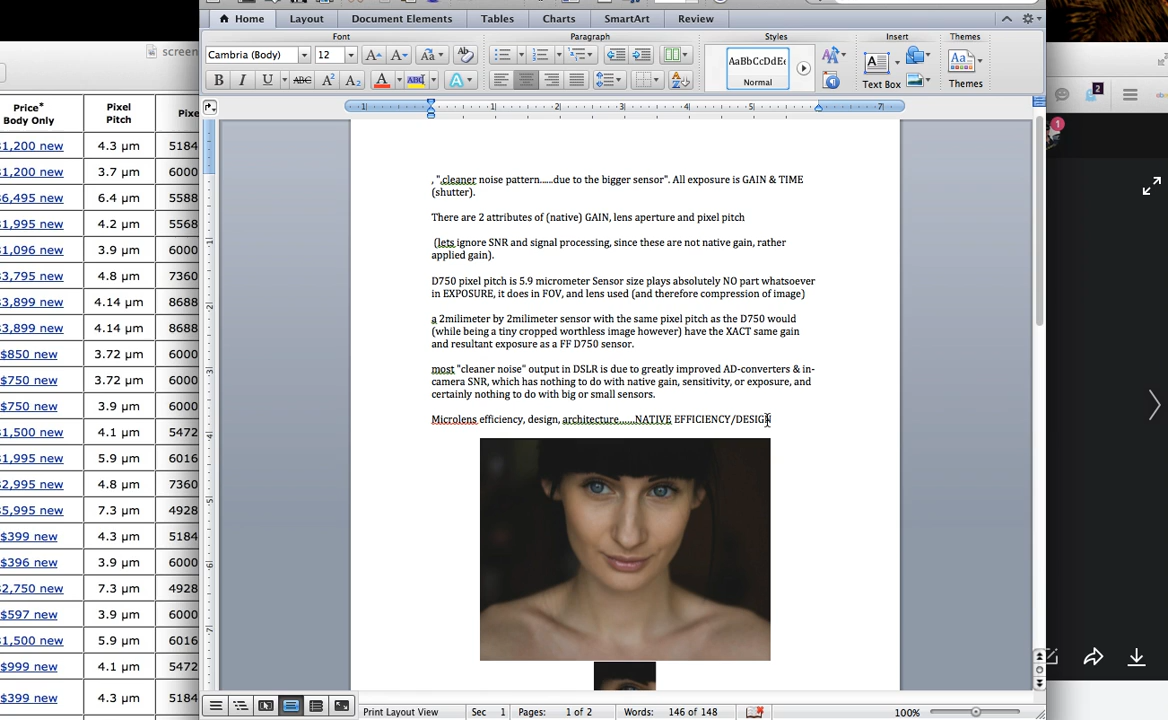 Home
Layout
Document Elements
Tables
Charts
SmartArt
Review
Font
Paragraph
Styles
Insert
Themes
Cambria (Body)
12
AaBbCcDdEe
Normal
Text Box
Themes
screen
Price*
Body Only
Pixel
Pitch
1,200 new
4.3 µm
5184
1,200 new
3.7 µm
6000
6,495 new
6.4 µm
5588
1,995 new
4.2 µm
5568
1,096 new
3.9 µm
6000
3,795 new
4.8 µm
7360
3,899 new
4.14 µm
8688
3,899 new
4.14 µm
8688
$850 new
3.72 µm
6000
$750 new
3.72 µm
6000
$750 new
3.9 µm
6000
1,500 new
4.1 µm
5472
1,995 new
5.9 µm
6016
2,995 new
4.8 µm
7360
5,995 new
7.3 µm
4928
$399 new
4.3 µm
5184
$396 new
3.9 µm
6000
2,750 new
7.3 µm
4928
$597 new
3.9 µm
6000
1,500 new
5.9 µm
6016
$999 new
4.1 µm
5472
$399 new
4.3 µm
5184
, ".cleaner noise pattern.....due to the bigger sensor". All exposure is GAIN & TIME
(shutter).
There are 2 attributes of (native) GAIN, lens aperture and pixel pitch
(lets ignore SNR and signal processing, since these are not native gain, rather
applied gain).
D750 pixel pitch is 5.9 micrometer Sensor size plays absolutely NO part whatsoever
in EXPOSURE, it does in FOV, and lens used (and therefore compression of image)
a 2milimeter by 2milimeter sensor with the same pixel pitch as the D750 would
(while being a tiny cropped worthless image however) have the XACT same gain
and resultant exposure as a FF D750 sensor.
most "cleaner noise" output in DSLR is due to greatly improved AD-converters & in-
camera SNR, which has nothing to do with native gain, sensitivity, or exposure, and
certainly nothing to do with big or small sensors.
Microlens efficiency, design, architecture......NATIVE EFFICIENCY/DESIGN
Print Layout View
Sec 1
Pages: 1 of 2
Words: 146 of 148
100%
2
1